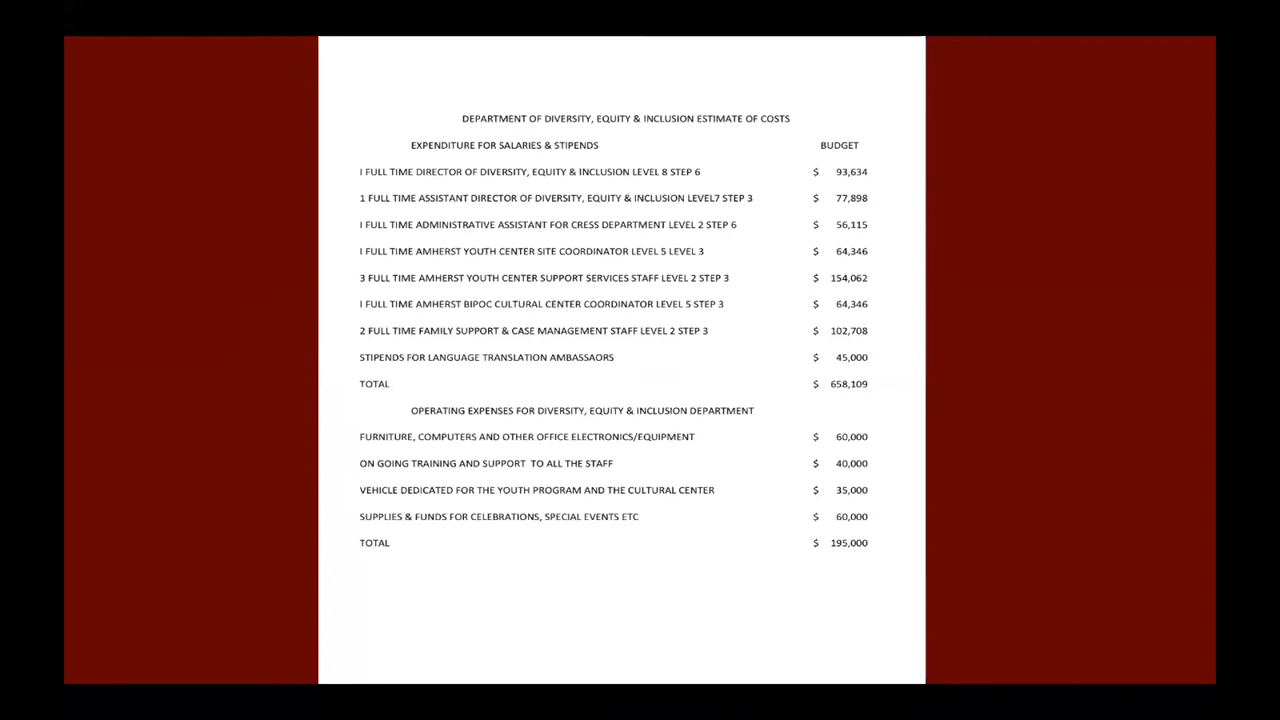 DEPARTMENT OF DIVERSITY, EQUITY & INCLUSION ESTIMATE OF COSTS
EXPENDITURE FOR SALARIES & STIPENDS BUDGET
I FULL TIME DIRECTOR OF DIVERSITY, EQUITY & INCLUSION LEVEL 8 STEP 6 $ 93,634
1 FULL TIME ASSISTANT DIRECTOR OF DIVERSITY, EQUITY & INCLUSION LEVEL7 STEP 3 $ 77,898
I FULL TIME ADMINISTRATIVE ASSISTANT FOR CRESS DEPARTMENT LEVEL 2 STEP 6 $ 56,115
I FULL TIME AMHERST YOUTH CENTER SITE COORDINATOR LEVEL 5 LEVEL 3 $ 64,346
3 FULL TIME AMHERST YOUTH CENTER SUPPORT SERVICES STAFF LEVEL 2 STEP 3 $ 154,062
I FULL TIME AMHERST BIPOC CULTURAL CENTER COORDINATOR LEVEL 5 STEP 3 $ 64,346
2 FULL TIME FAMILY SUPPORT & CASE MANAGEMENT STAFF LEVEL 2 STEP 3 $ 102,708
STIPENDS FOR LANGUAGE TRANSLATION AMBASSAORS $ 45,000
TOTAL $ 658,109
OPERATING EXPENSES FOR DIVERSITY, EQUITY & INCLUSION DEPARTMENT
FURNITURE, COMPUTERS AND OTHER OFFICE ELECTRONICS/EQUIPMENT $ 60,000
ON GOING TRAINING AND SUPPORT TO ALL THE STAFF $ 40,000
VEHICLE DEDICATED FOR THE YOUTH PROGRAM AND THE CULTURAL CENTER $ 35,000
SUPPLIES & FUNDS FOR CELEBRATIONS, SPECIAL EVENTS ETC $ 60,000
TOTAL $ 195,000